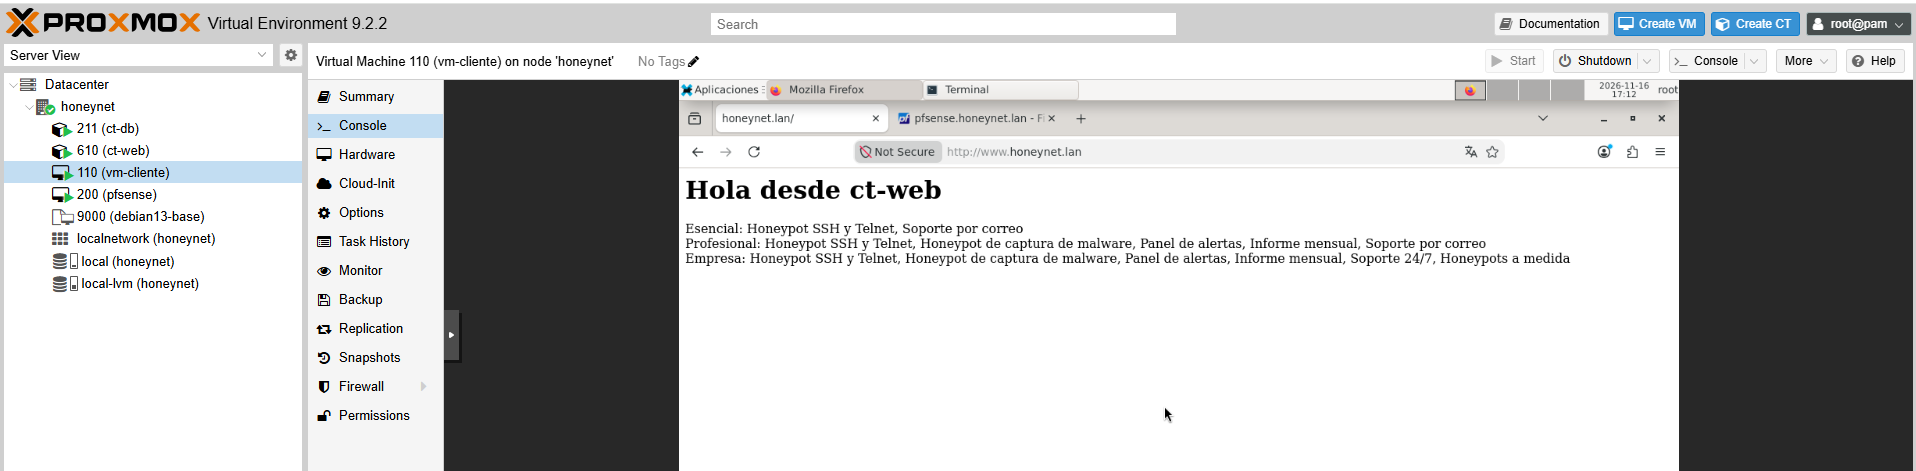 PROXMOX Virtual Environment 9.2.2
Search
Documentation
Create VM
Create CT
root@pam
Server View
Virtual Machine 110 (vm-cliente) on node 'honeynet'
No Tags
Start
Shutdown
Console
More
Help
Datacenter
honeynet
211 (ct-db)
610 (ct-web)
110 (vm-cliente)
200 (pfsense)
9000 (debian13-base)
localnetwork (honeynet)
local (honeynet)
local-lvm (honeynet)
Summary
Console
Hardware
Cloud-Init
Options
Task History
Monitor
Backup
Replication
Snapshots
Firewall
Permissions
Aplicaciones
Mozilla Firefox
Terminal
2026-11-16
17:12
root
honeynet.lan/
pfsense.honeynet.lan - Fi
Not Secure
http://www.honeynet.lan
Hola desde ct-web
Esencial: Honeypot SSH y Telnet, Soporte por correo
Profesional: Honeypot SSH y Telnet, Honeypot de captura de malware, Panel de alertas, Informe mensual, Soporte por correo
Empresa: Honeypot SSH y Telnet, Honeypot de captura de malware, Panel de alertas, Informe mensual, Soporte 24/7, Honeypots a medida